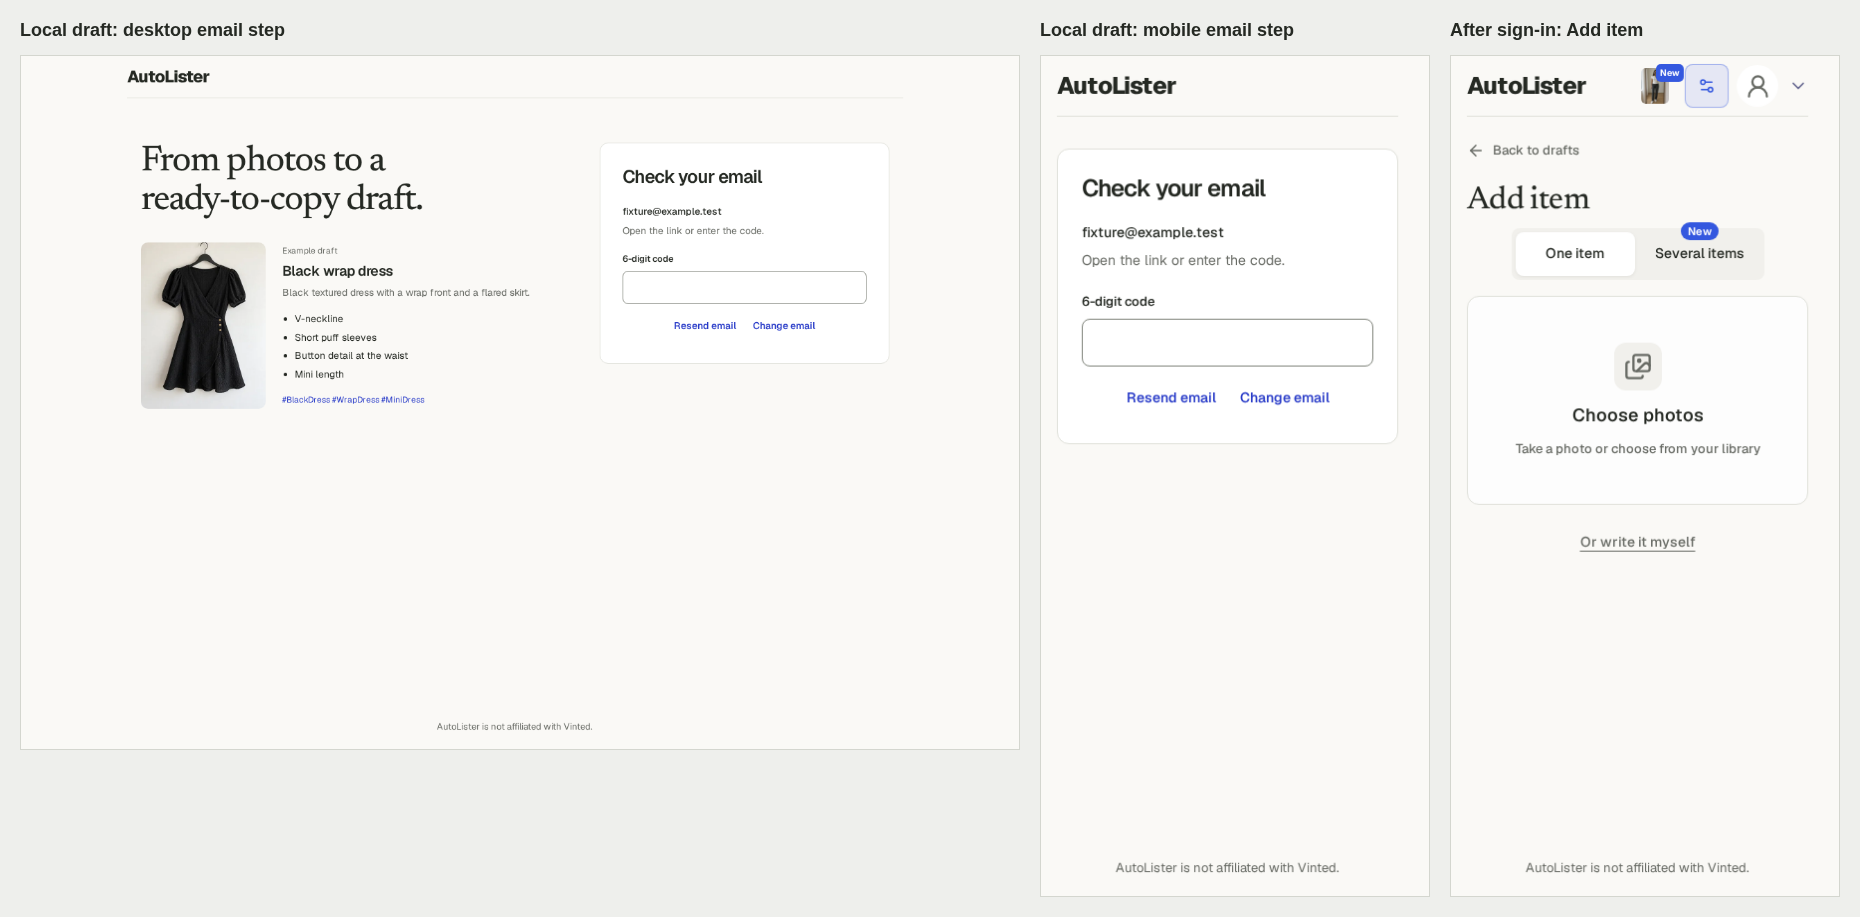 Local draft: desktop email step
AutoLister
From photos to a
ready-to-copy draft.
Example draft
Black wrap dress
Black textured dress with a wrap front and a flared skirt.
• V-neckline
• Short puff sleeves
• Button detail at the waist
• Mini length
#BlackDress #WrapDress #MiniDress
Check your email
fixture@example.test
Open the link or enter the code.
6-digit code
Resend email Change email
AutoLister is not affiliated with Vinted.
Local draft: mobile email step
AutoLister
Check your email
fixture@example.test
Open the link or enter the code.
6-digit code
Resend email Change email
AutoLister is not affiliated with Vinted.
After sign-in: Add item
AutoLister
New
Back to drafts
Add item
New
One item Several items
Choose photos
Take a photo or choose from your library
Or write it myself
AutoLister is not affiliated with Vinted.